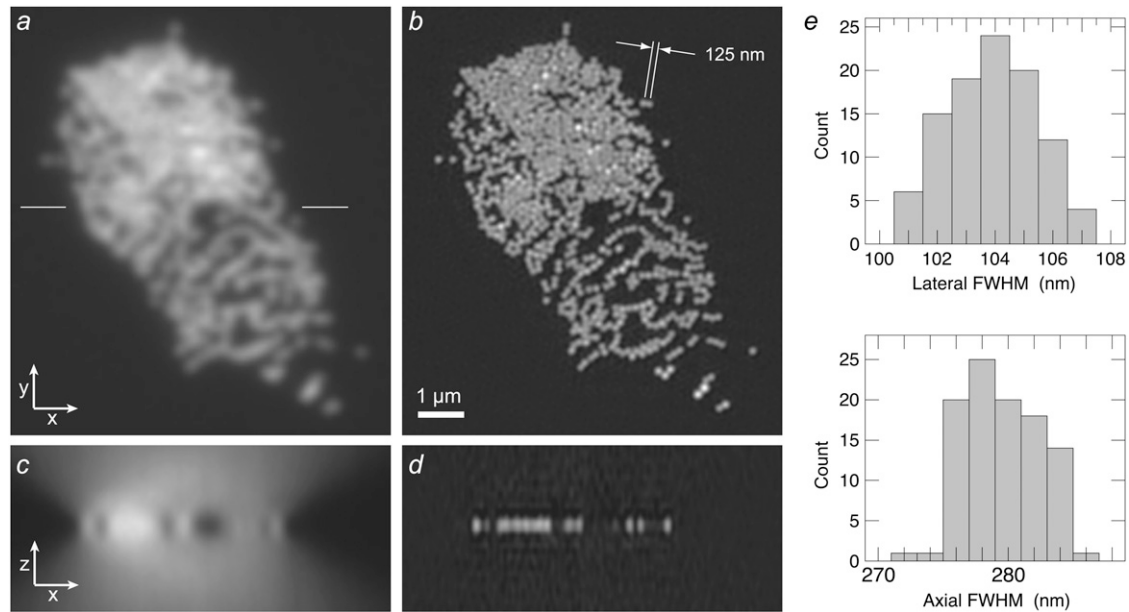 a
b
125 nm
y
x
1 µm
c
d
z
x
e
25
20
15
10
5
0
Count
100 102 104 106 108
Lateral FWHM (nm)
25
20
15
10
5
0
Count
270 280
Axial FWHM (nm)